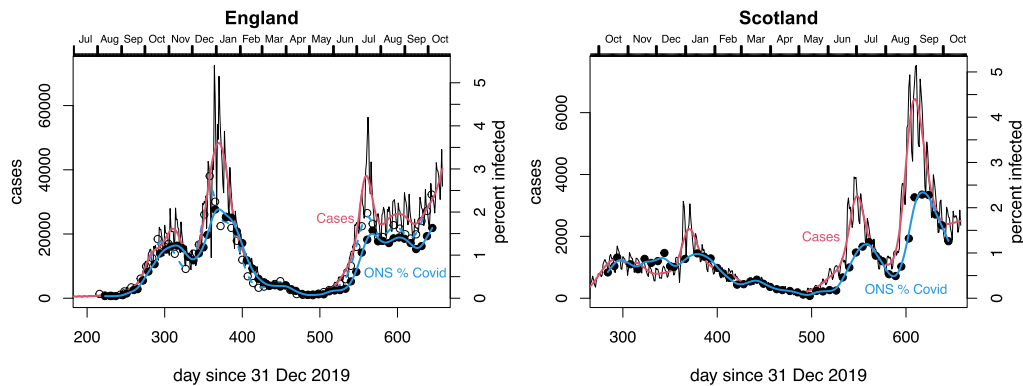 England
Jul Aug Sep Oct Nov Dec Jan Feb Mar Apr May Jun Jul Aug Sep Oct
cases
0 20000 40000 60000
percent infected
0 1 2 3 4 5
Cases
ONS % Covid
200 300 400 500 600
day since 31 Dec 2019
Scotland
Oct Nov Dec Jan Feb Mar Apr May Jun Jul Aug Sep Oct
cases
0 2000 4000 6000
percent infected
0 1 2 3 4 5
Cases
ONS % Covid
300 400 500 600
day since 31 Dec 2019